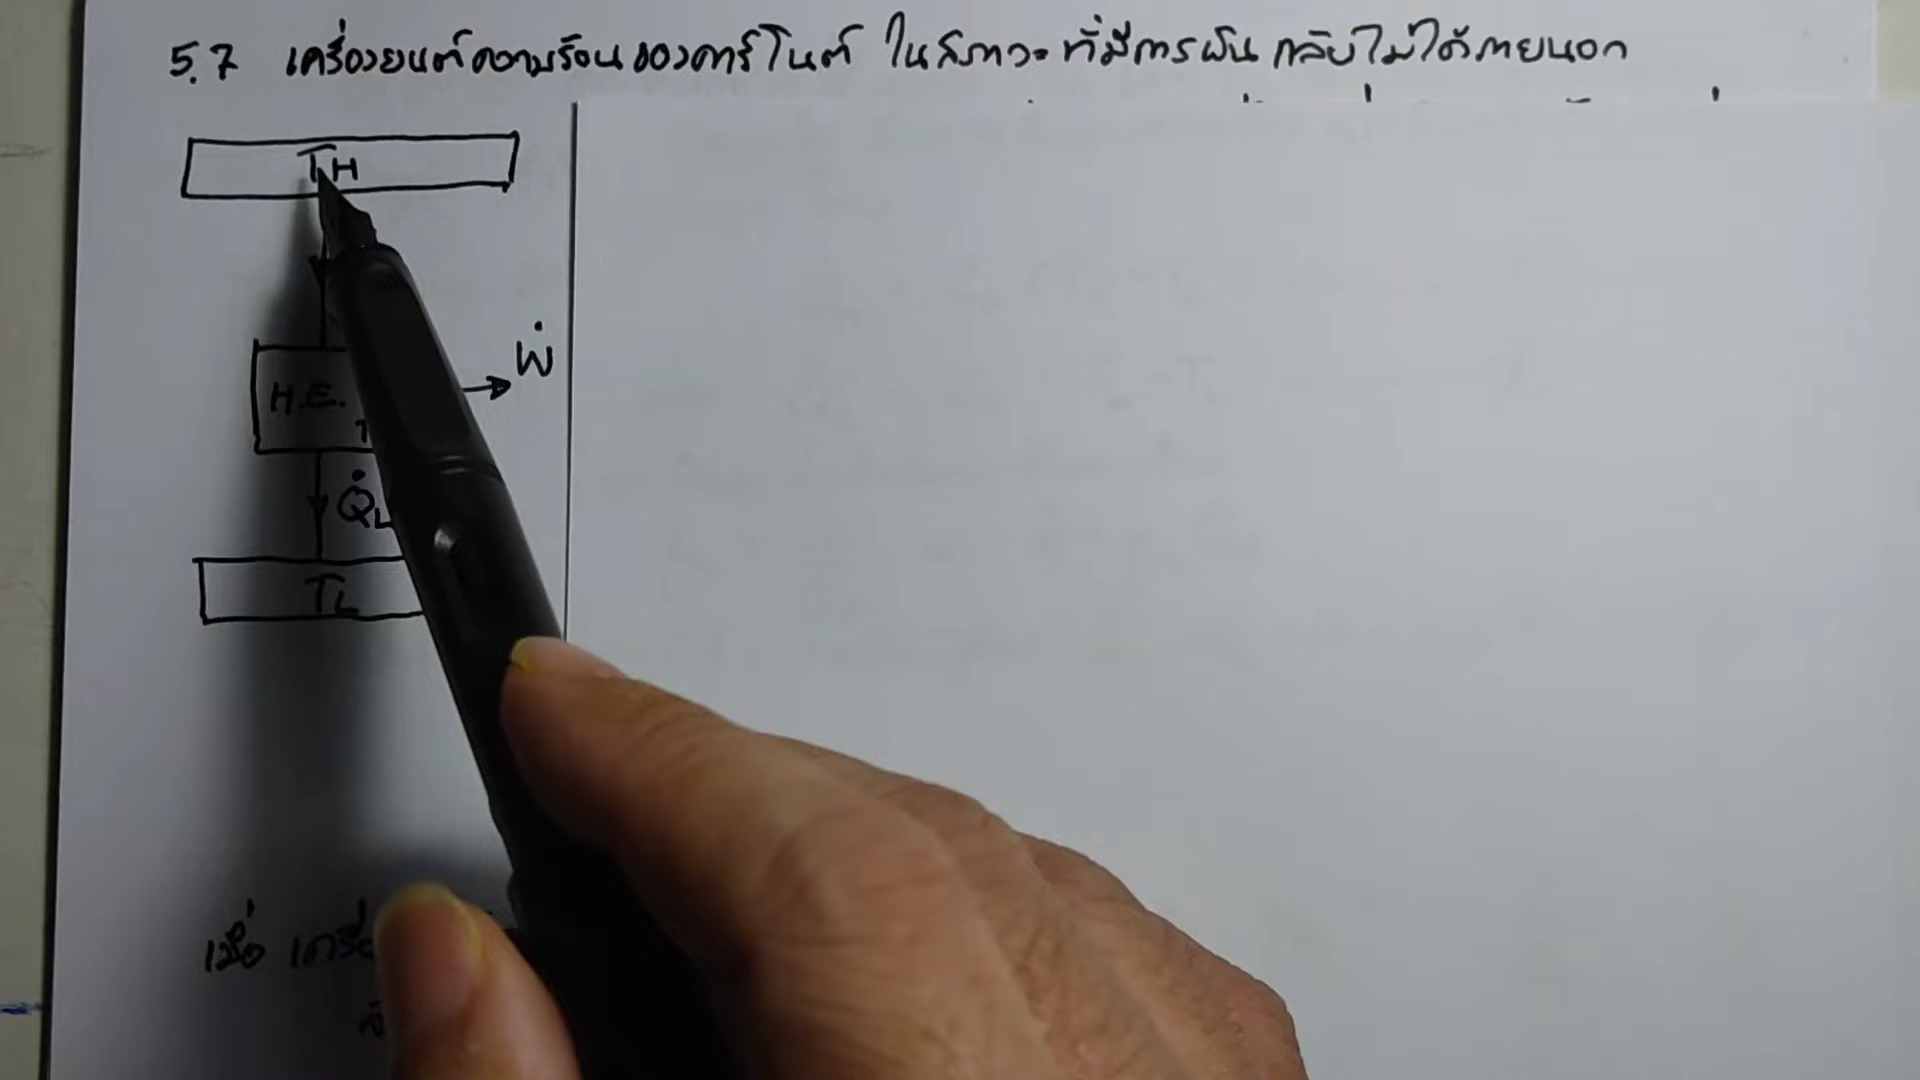 5.7 เครื่องยนต์ความร้อนของคาร์โนต์ ในสภาวะที่มีการผันกลับไม่ได้ภายนอก
TH
Ẇ
H.E.
Q̇L
TL
เมื่อ